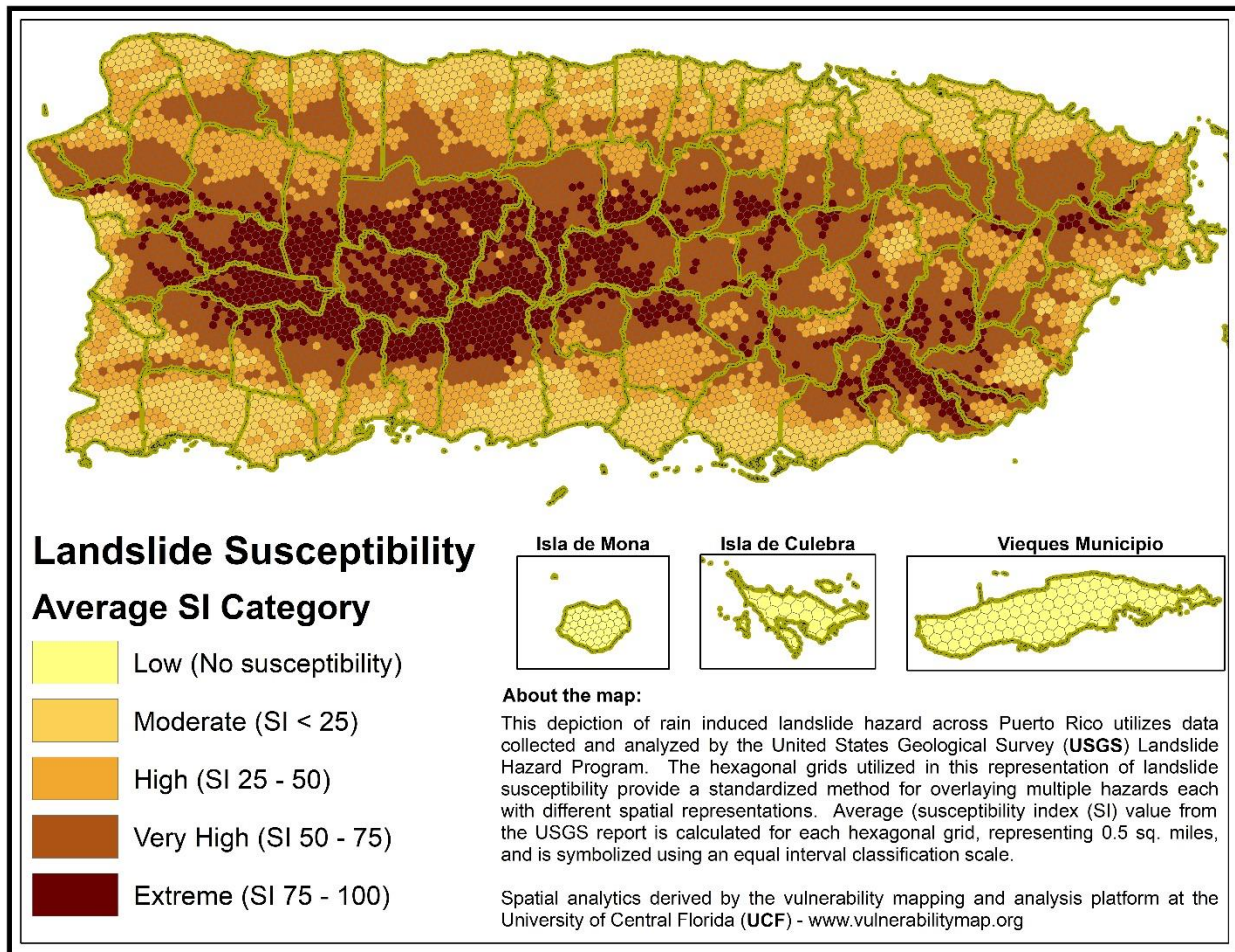 Landslide Susceptibility
Average SI Category
Low (No susceptibility)
Moderate (SI < 25)
High (SI 25 - 50)
Very High (SI 50 - 75)
Extreme (SI 75 - 100)
Isla de Mona
Isla de Culebra
Vieques Municipio
About the map:
This depiction of rain induced landslide hazard across Puerto Rico utilizes data
collected and analyzed by the United States Geological Survey (USGS) Landslide
Hazard Program. The hexagonal grids utilized in this representation of landslide
susceptibility provide a standardized method for overlaying multiple hazards each
with different spatial representations. Average (susceptibility index (SI) value from
the USGS report is calculated for each hexagonal grid, representing 0.5 sq. miles,
and is symbolized using an equal interval classification scale.
Spatial analytics derived by the vulnerability mapping and analysis platform at the
University of Central Florida (UCF) - www.vulnerabilitymap.org